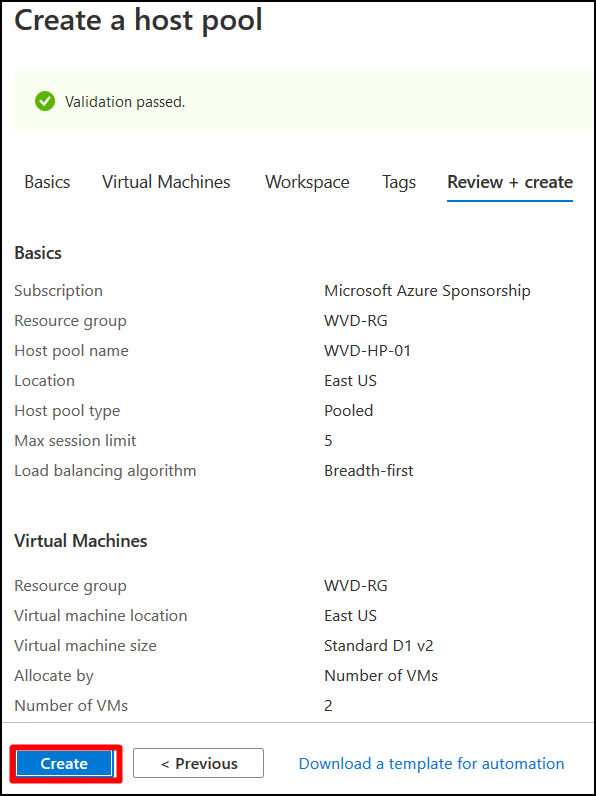 Create a host pool
Validation passed.
Basics Virtual Machines Workspace Tags Review + create
Basics
Subscription Microsoft Azure Sponsorship
Resource group WVD-RG
Host pool name WVD-HP-01
Location East US
Host pool type Pooled
Max session limit 5
Load balancing algorithm Breadth-first
Virtual Machines
Resource group WVD-RG
Virtual machine location East US
Virtual machine size Standard D1 v2
Allocate by Number of VMs
Number of VMs 2
Create < Previous Download a template for automation